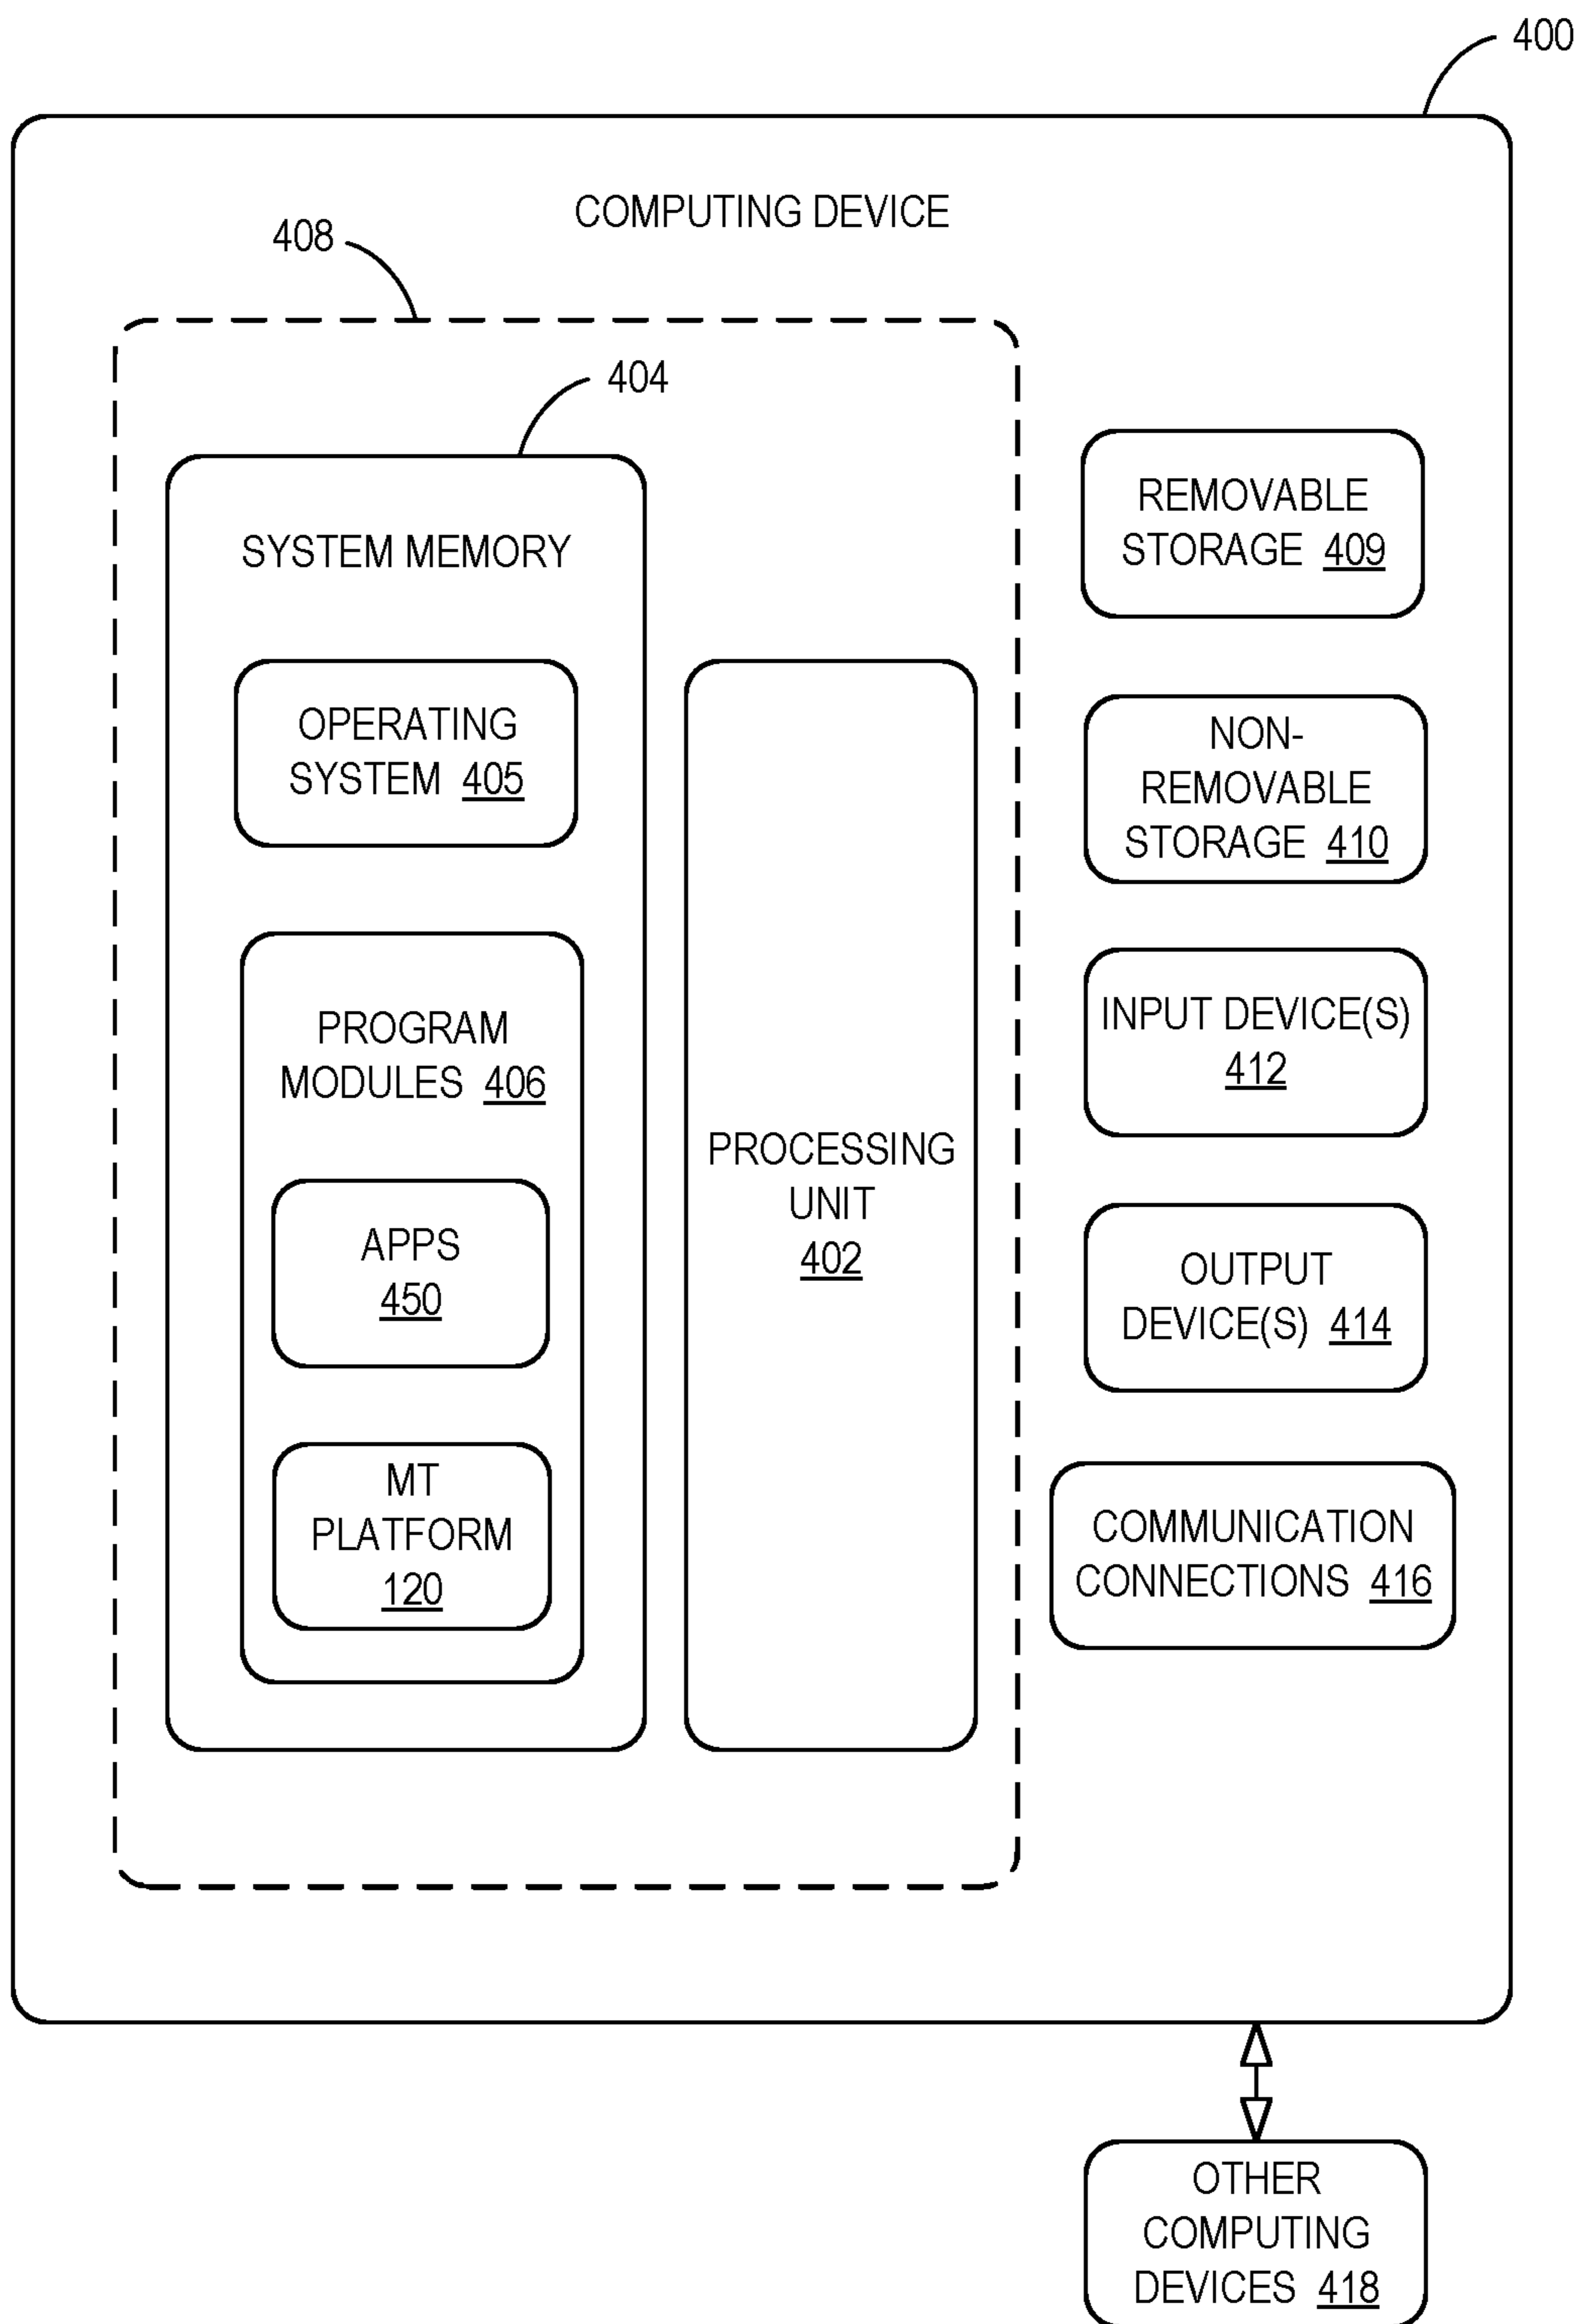 400
COMPUTING DEVICE
408
404
SYSTEM MEMORY
OPERATING
SYSTEM 405
PROGRAM
MODULES 406
APPS
450
MT
PLATFORM
120
PROCESSING
UNIT
402
REMOVABLE
STORAGE 409
NON-
REMOVABLE
STORAGE 410
INPUT DEVICE(S)
412
OUTPUT
DEVICE(S) 414
COMMUNICATION
CONNECTIONS 416
OTHER
COMPUTING
DEVICES 418